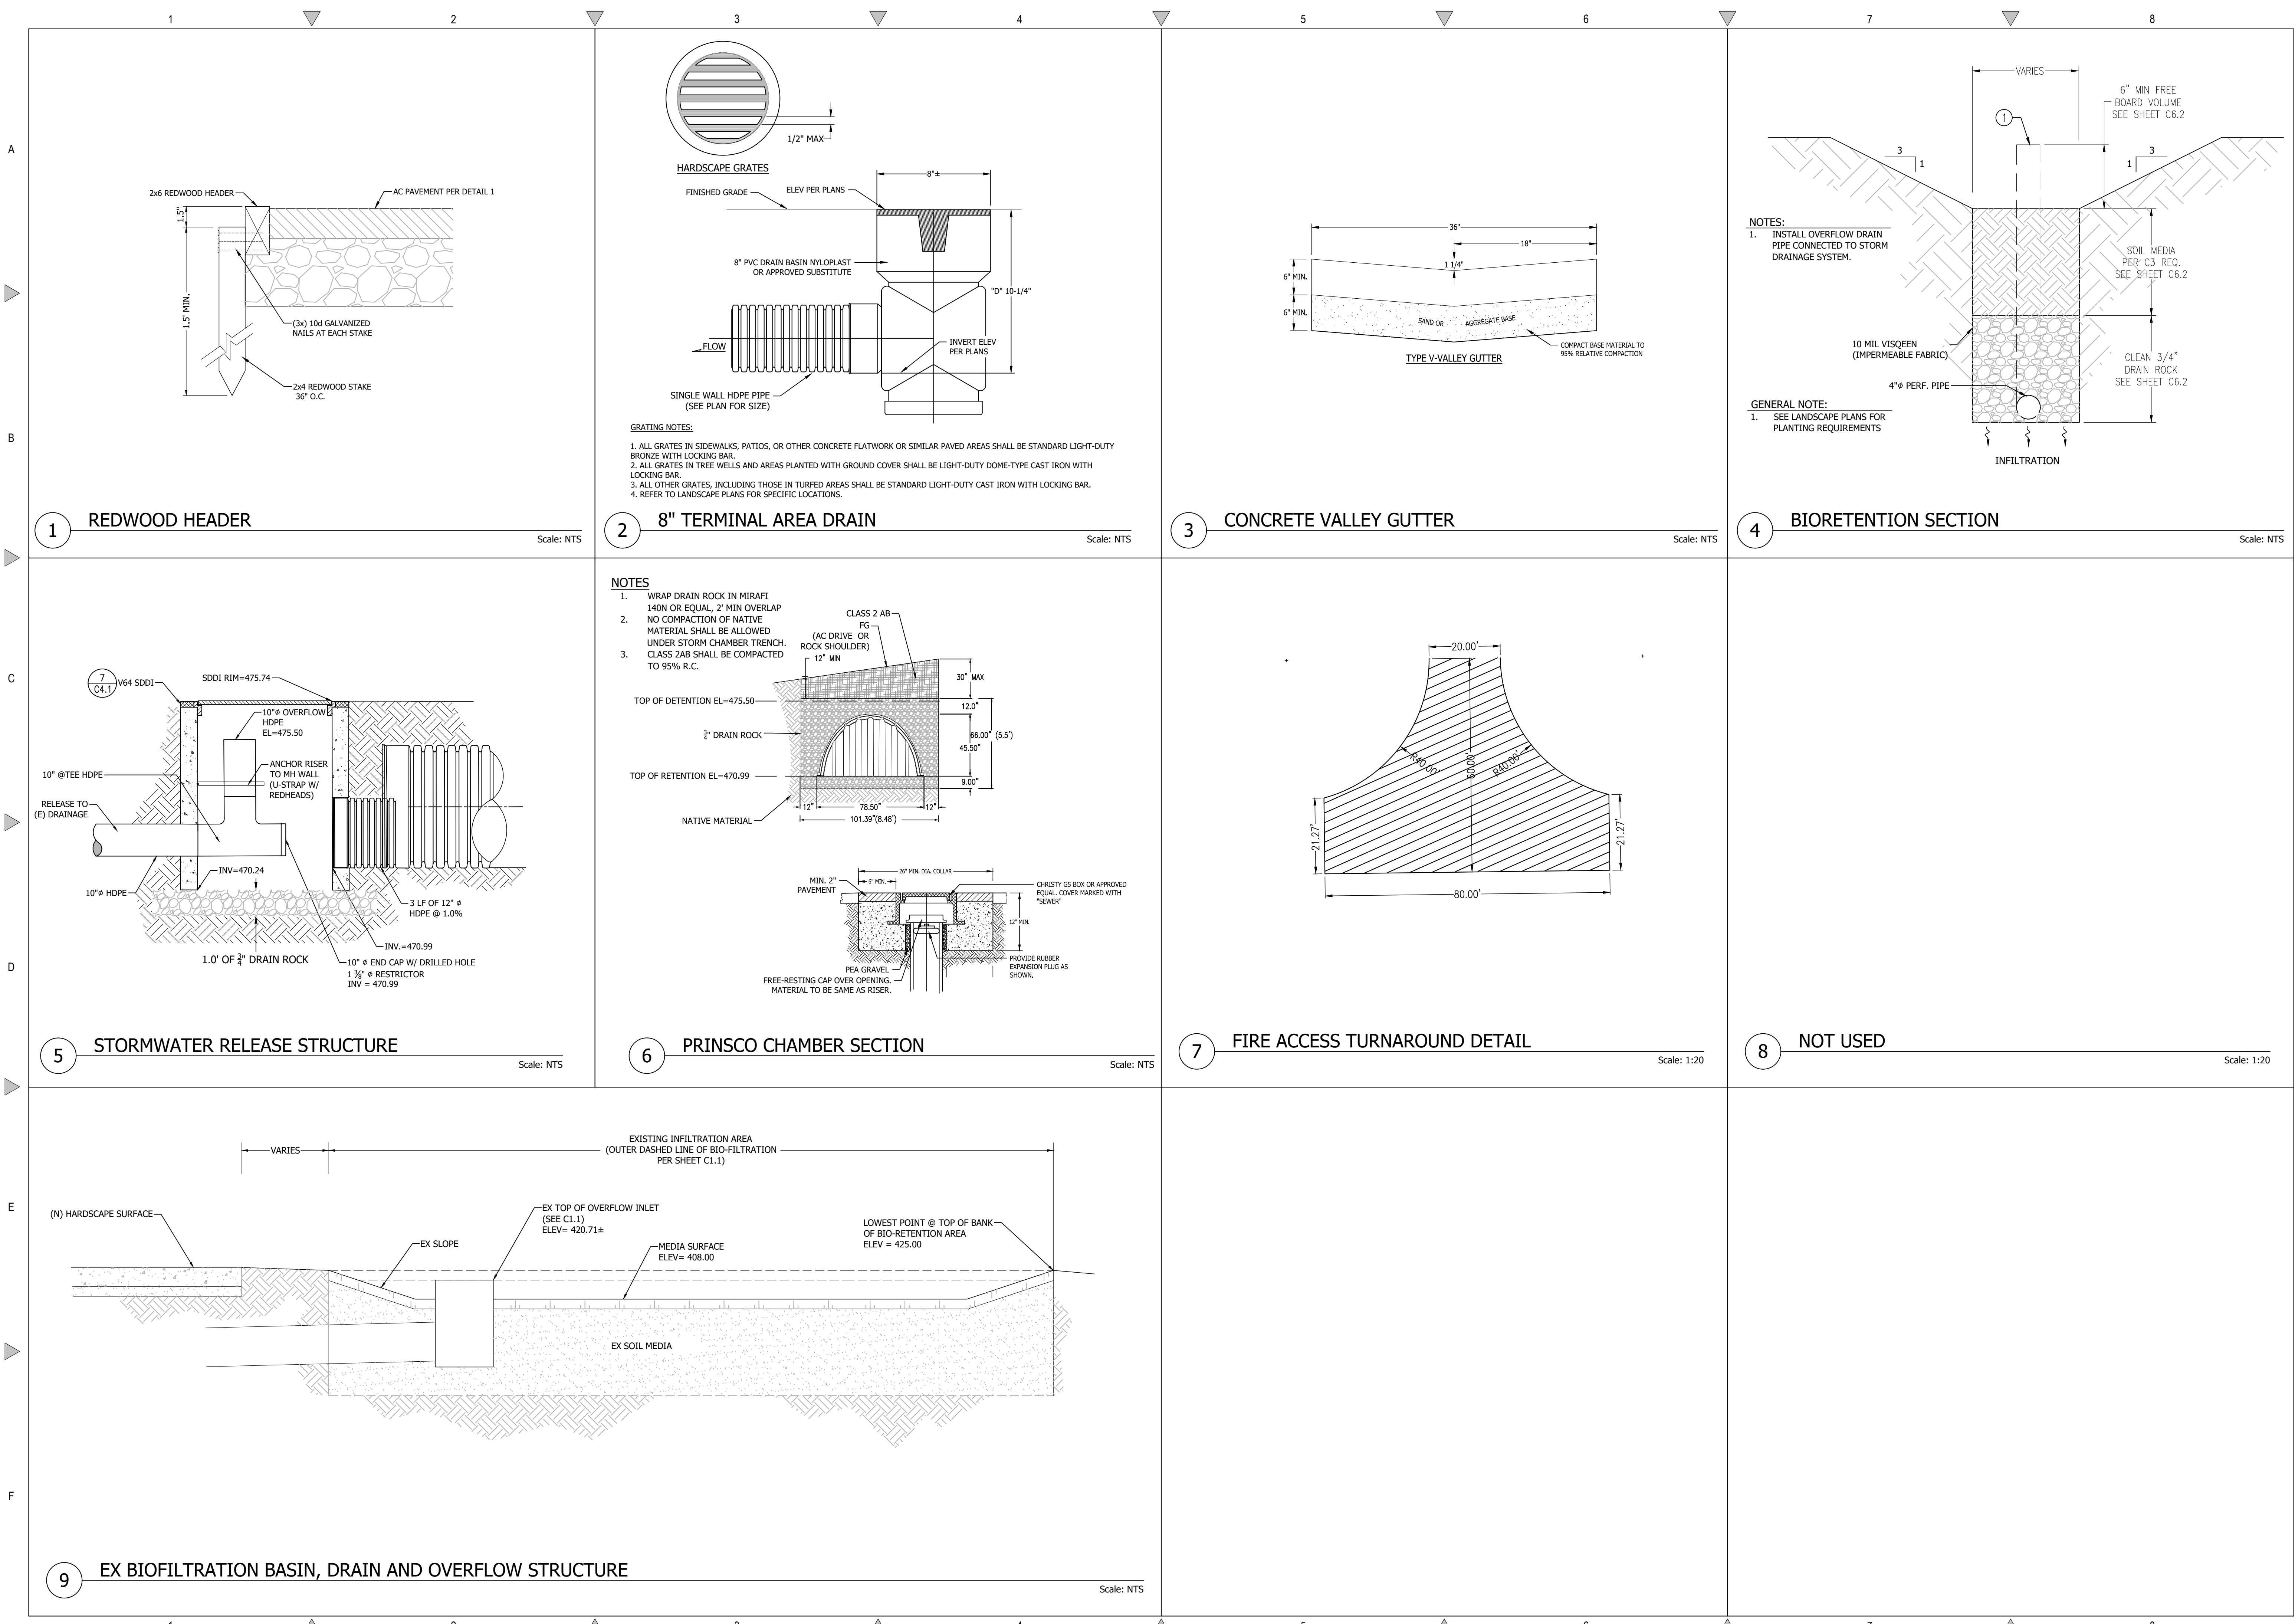 1 2 3 4 5 6 7 8
A
B
C
D
E
F
2x6 REDWOOD HEADER
AC PAVEMENT PER DETAIL 1
1.5"
1.5' MIN.
(3x) 10d GALVANIZED
NAILS AT EACH STAKE
2x4 REDWOOD STAKE
36" O.C.
1 REDWOOD HEADER
Scale: NTS
1/2" MAX
HARDSCAPE GRATES
8"±
FINISHED GRADE
ELEV PER PLANS
8" PVC DRAIN BASIN NYLOPLAST
OR APPROVED SUBSTITUTE
"D" 10-1/4"
FLOW
INVERT ELEV
PER PLANS
SINGLE WALL HDPE PIPE
(SEE PLAN FOR SIZE)
GRATING NOTES:
1. ALL GRATES IN SIDEWALKS, PATIOS, OR OTHER CONCRETE FLATWORK OR SIMILAR PAVED AREAS SHALL BE STANDARD LIGHT-DUTY
BRONZE WITH LOCKING BAR.
2. ALL GRATES IN TREE WELLS AND AREAS PLANTED WITH GROUND COVER SHALL BE LIGHT-DUTY DOME-TYPE CAST IRON WITH
LOCKING BAR.
3. ALL OTHER GRATES, INCLUDING THOSE IN TURFED AREAS SHALL BE STANDARD LIGHT-DUTY CAST IRON WITH LOCKING BAR.
4. REFER TO LANDSCAPE PLANS FOR SPECIFIC LOCATIONS.
2 8" TERMINAL AREA DRAIN
Scale: NTS
36"
18"
1 1/4"
6" MIN.
6" MIN.
SAND OR AGGREGATE BASE
COMPACT BASE MATERIAL TO
95% RELATIVE COMPACTION
TYPE V-VALLEY GUTTER
3 CONCRETE VALLEY GUTTER
Scale: NTS
VARIES
6" MIN FREE
BOARD VOLUME
SEE SHEET C6.2
1
3
1
3
1
NOTES:
1. INSTALL OVERFLOW DRAIN
PIPE CONNECTED TO STORM
DRAINAGE SYSTEM.
SOIL MEDIA
PER C3 REQ.
SEE SHEET C6.2
10 MIL VISQEEN
(IMPERMEABLE FABRIC)
CLEAN 3/4"
DRAIN ROCK
SEE SHEET C6.2
4"ø PERF. PIPE
GENERAL NOTE:
1. SEE LANDSCAPE PLANS FOR
PLANTING REQUIREMENTS
INFILTRATION
4 BIORETENTION SECTION
Scale: NTS
7
C4.1
V64 SDDI
SDDI RIM=475.74
10"ø OVERFLOW
HDPE
EL=475.50
10" @TEE HDPE
ANCHOR RISER
TO MH WALL
(U-STRAP W/
REDHEADS)
RELEASE TO
(E) DRAINAGE
INV=470.24
10"ø HDPE
3 LF OF 12" ø
HDPE @ 1.0%
INV.=470.99
1.0' OF 3/4" DRAIN ROCK
10" ø END CAP W/ DRILLED HOLE
ø RESTRICTOR
INV = 470.99
5 STORMWATER RELEASE STRUCTURE
Scale: NTS
NOTES
1. WRAP DRAIN ROCK IN MIRAFI
140N OR EQUAL, 2' MIN OVERLAP
2. NO COMPACTION OF NATIVE
MATERIAL SHALL BE ALLOWED
UNDER STORM CHAMBER TRENCH.
3. CLASS 2AB SHALL BE COMPACTED
TO 95% R.C.
CLASS 2 AB
FG
(AC DRIVE OR
ROCK SHOULDER)
12" MIN
30" MAX
TOP OF DETENTION EL=475.50
12.0"
3/4" DRAIN ROCK
66.00" (5.5')
45.50"
TOP OF RETENTION EL=470.99
9.00"
12" 78.50" 12"
101.39"(8.48')
NATIVE MATERIAL
26" MIN. DIA. COLLAR
6" MIN.
MIN. 2"
PAVEMENT
CHRISTY G5 BOX OR APPROVED
EQUAL. COVER MARKED WITH
"SEWER"
12" MIN.
PROVIDE RUBBER
EXPANSION PLUG AS
SHOWN.
PEA GRAVEL
FREE-RESTING CAP OVER OPENING.
MATERIAL TO BE SAME AS RISER.
6 PRINSCO CHAMBER SECTION
Scale: NTS
20.00'
R40.00'
60.00'
R40.00'
21.27'
21.27'
80.00'
7 FIRE ACCESS TURNAROUND DETAIL
Scale: 1:20
8 NOT USED
Scale: 1:20
VARIES
EXISTING INFILTRATION AREA
(OUTER DASHED LINE OF BIO-FILTRATION
PER SHEET C1.1)
(N) HARDSCAPE SURFACE
EX SLOPE
EX TOP OF OVERFLOW INLET
(SEE C1.1)
ELEV= 420.71±
MEDIA SURFACE
ELEV= 408.00
LOWEST POINT @ TOP OF BANK
OF BIO-RETENTION AREA
ELEV = 425.00
EX SOIL MEDIA
9 EX BIOFILTRATION BASIN, DRAIN AND OVERFLOW STRUCTURE
Scale: NTS